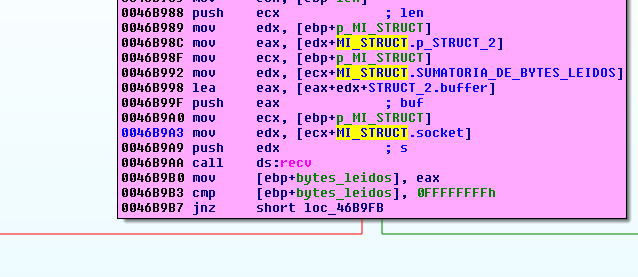 0046B988 push    ecx             ; len
0046B989 mov     edx, [ebp+p_MI_STRUCT]
0046B98C mov     eax, [edx+MI_STRUCT.p_STRUCT_2]
0046B98F mov     ecx, [ebp+p_MI_STRUCT]
0046B992 mov     edx, [ecx+MI_STRUCT.SUMATORIA_DE_BYTES_LEIDOS]
0046B998 lea     eax, [eax+edx+STRUCT_2.buffer]
0046B99F push    eax             ; buf
0046B9A0 mov     ecx, [ebp+p_MI_STRUCT]
0046B9A3 mov     edx, [ecx+MI_STRUCT.socket]
0046B9A9 push    edx             ; s
0046B9AA call    ds:recv
0046B9B0 mov     [ebp+bytes_leidos], eax
0046B9B3 cmp     [ebp+bytes_leidos], 0FFFFFFFFh
0046B9B7 jnz     short loc_46B9FB